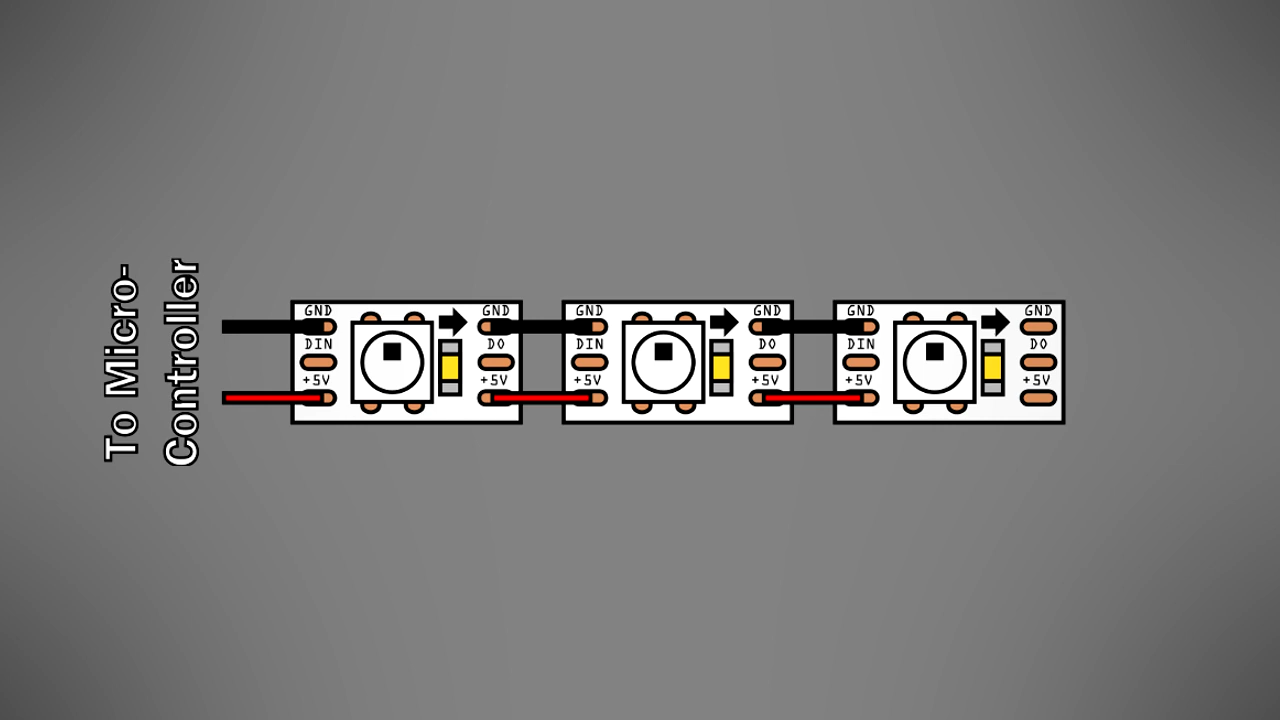 To Micro-
Controller
GND GND GND GND GND GND
DIN DO DIN DO DIN DO
+5V +5V +5V +5V +5V +5V